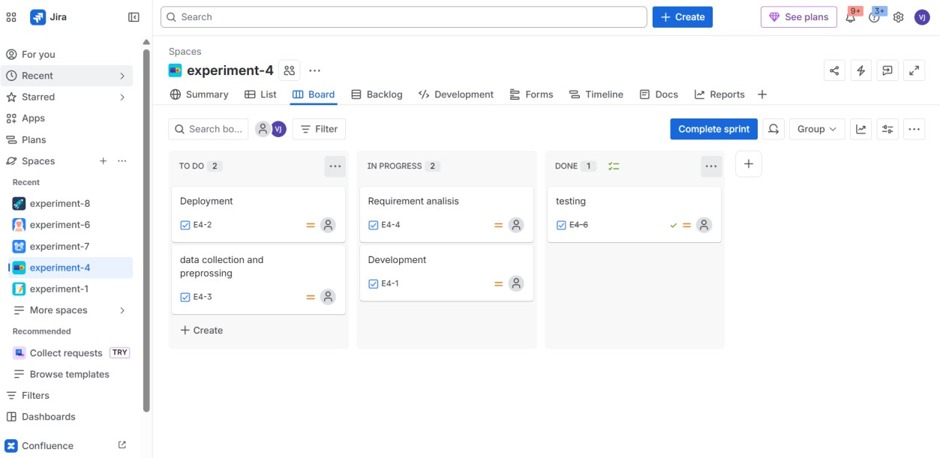 Jira
Search
+ Create
See plans
9+
3+
VJ
For you
Recent
Starred
Apps
Plans
Spaces
Recent
experiment-8
experiment-6
experiment-7
experiment-4
experiment-1
More spaces
Recommended
Collect requests TRY
Browse templates
Filters
Dashboards
Confluence
Spaces
experiment-4
Summary
List
Board
Backlog
Development
Forms
Timeline
Docs
Reports
Search bo...
VJ
Filter
Complete sprint
Group
TO DO 2
Deployment
E4-2
data collection and
preprossing
E4-3
+ Create
IN PROGRESS 2
Requirement analisis
E4-4
Development
E4-1
DONE 1
testing
E4-6